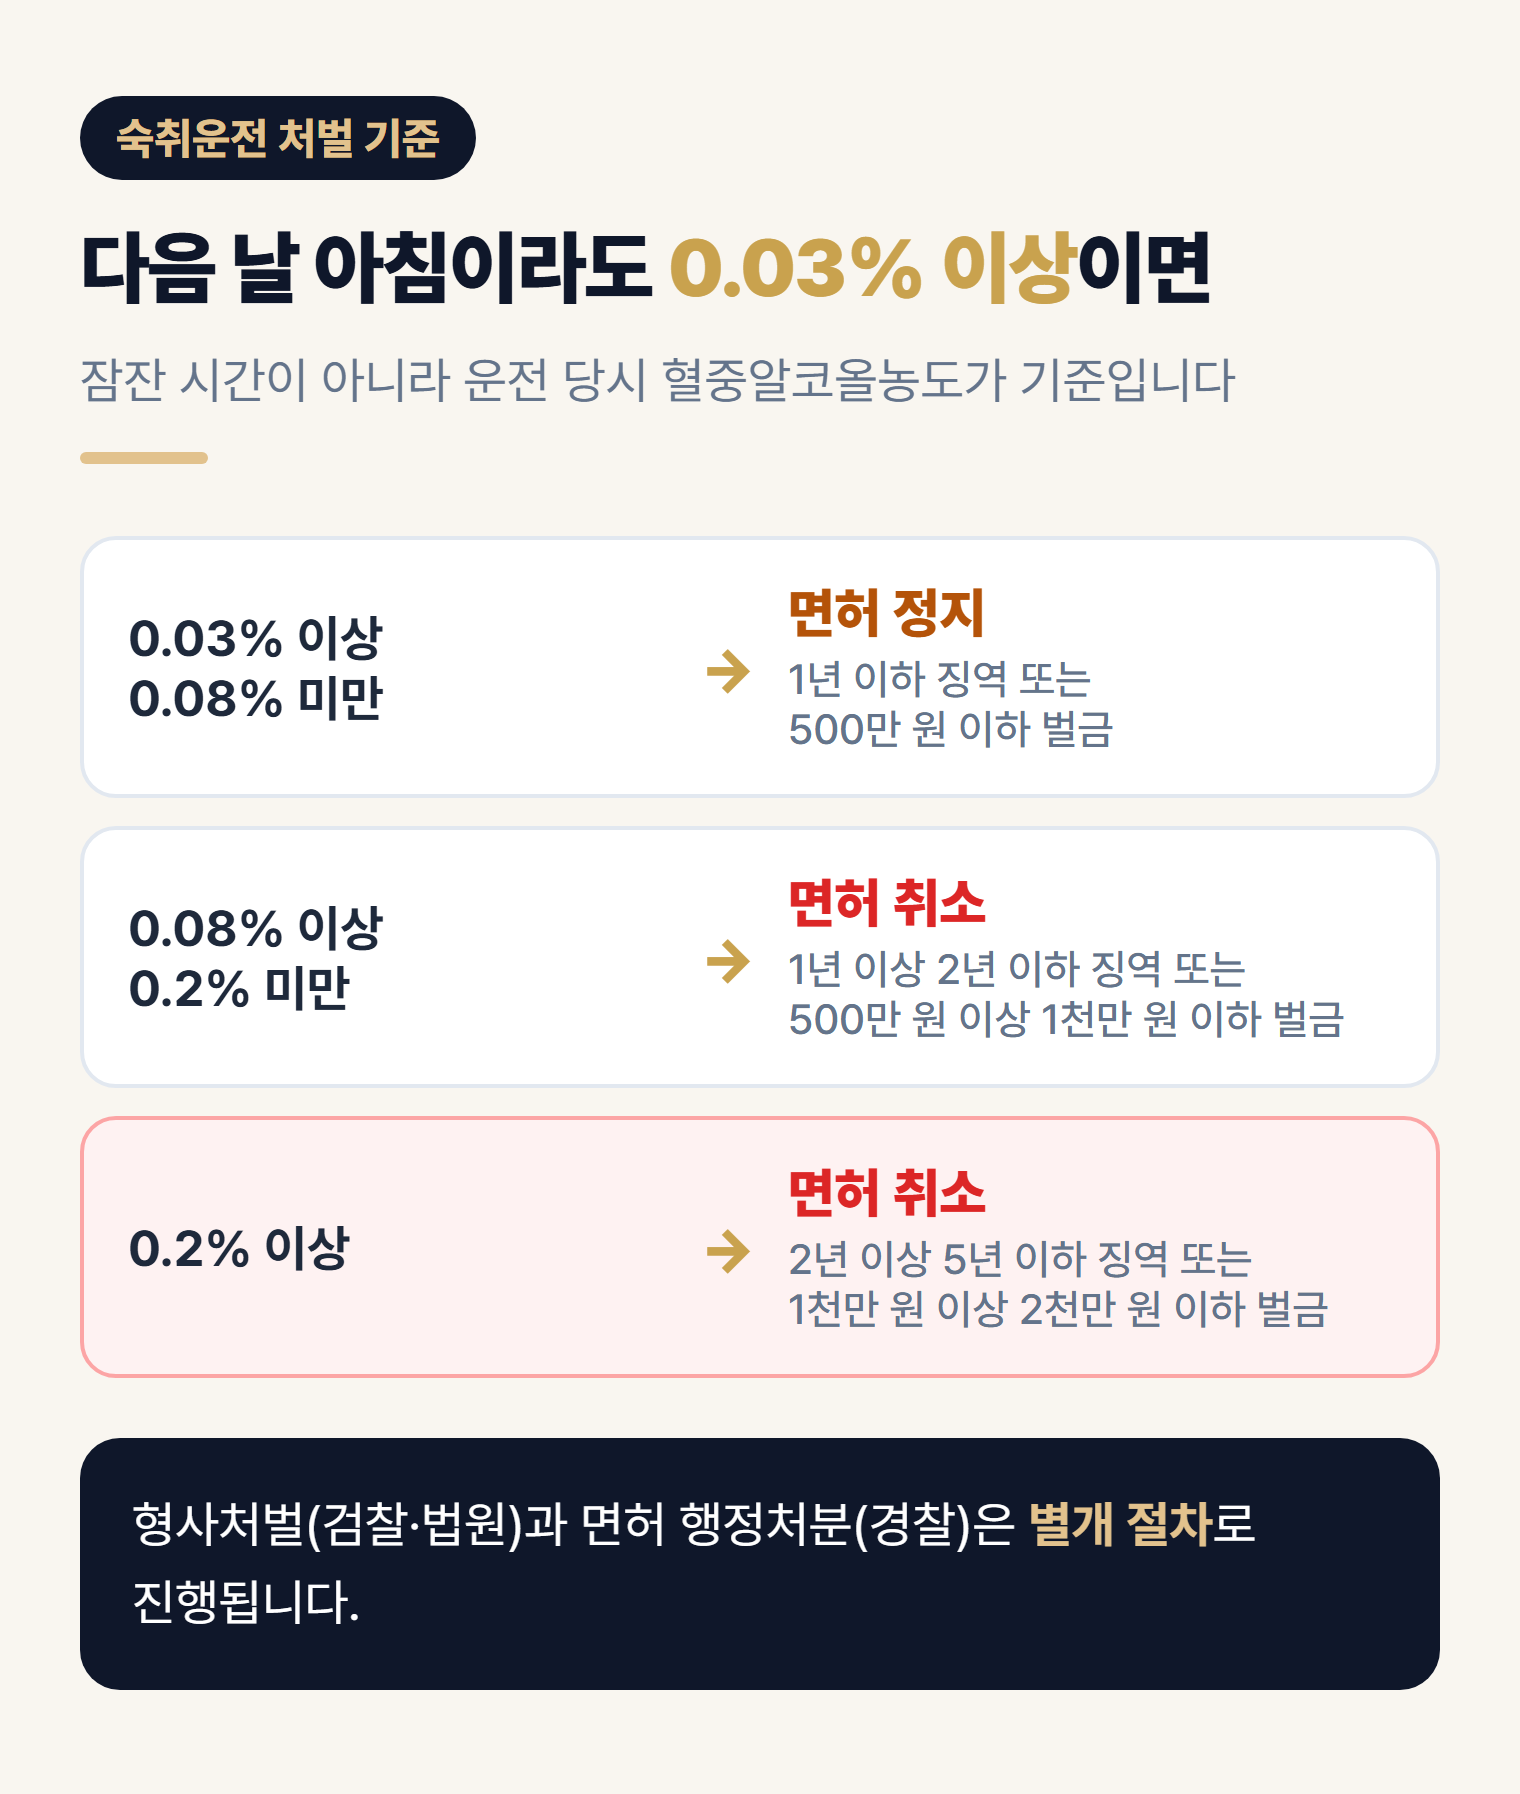 숙취운전 처벌 기준
다음 날 아침이라도 0.03% 이상이면
잠잔 시간이 아니라 운전 당시 혈중알코올농도가 기준입니다
0.03% 이상
0.08% 미만
→
면허 정지
1년 이하 징역 또는
500만 원 이하 벌금
0.08% 이상
0.2% 미만
→
면허 취소
1년 이상 2년 이하 징역 또는
500만 원 이상 1천만 원 이하 벌금
0.2% 이상
→
면허 취소
2년 이상 5년 이하 징역 또는
1천만 원 이상 2천만 원 이하 벌금
형사처벌(검찰·법원)과 면허 행정처분(경찰)은 별개 절차로
진행됩니다.